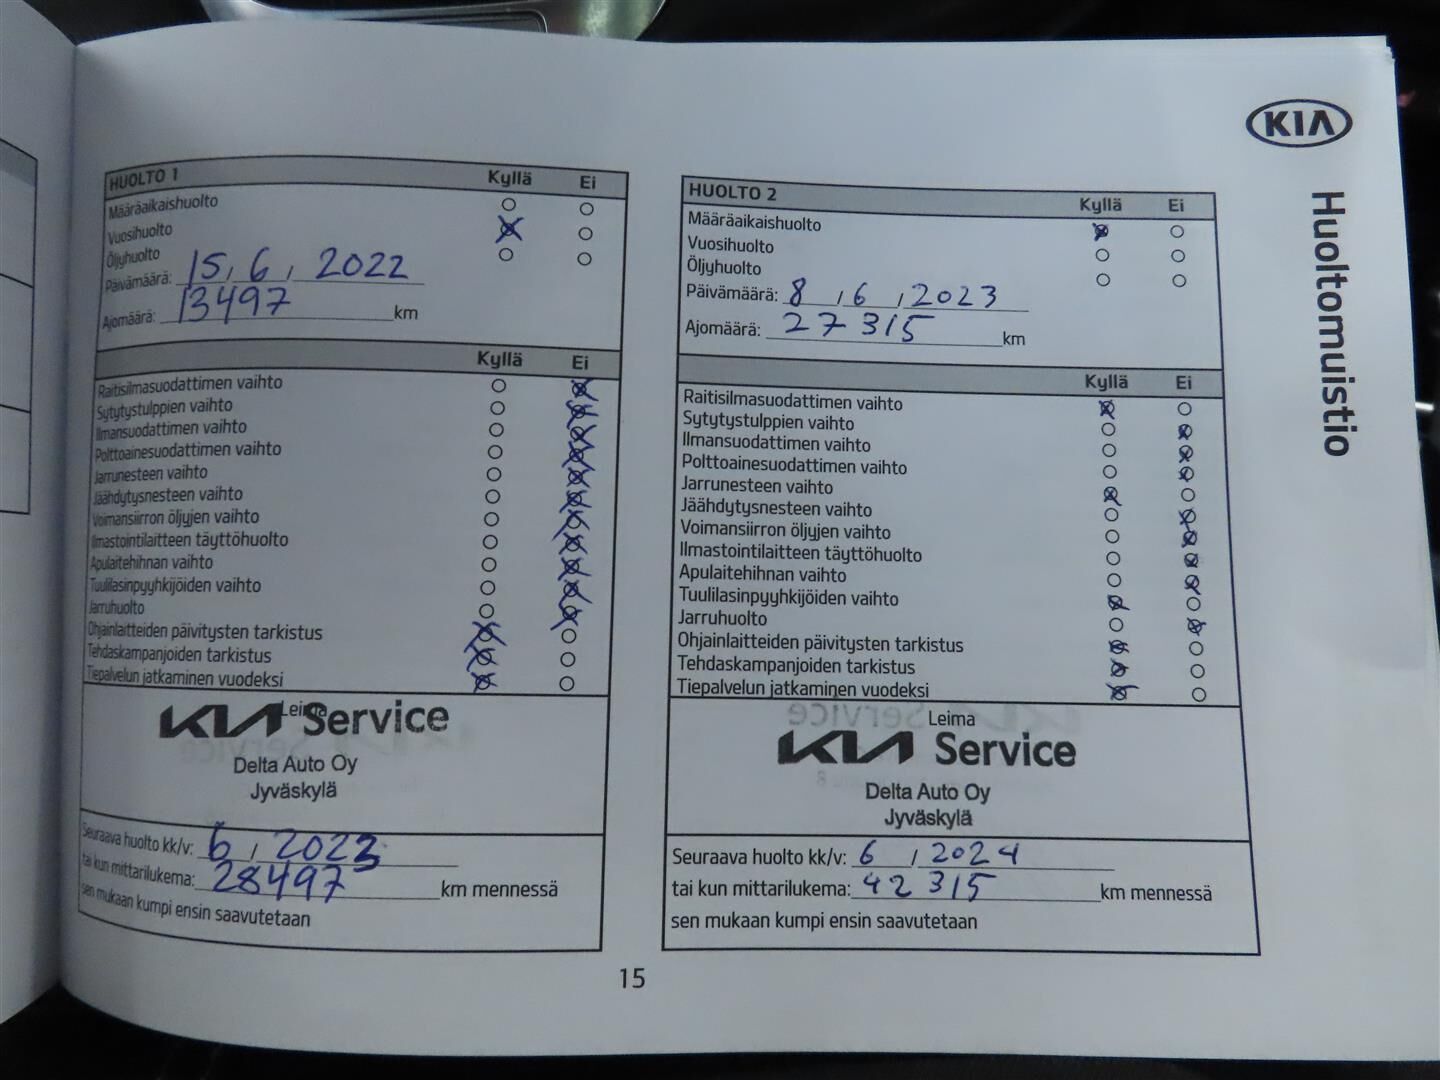 KIA
Huoltomuistio
HUOLTO 1 Kyllä Ei
Määräaikaishuolto
Vuosihuolto
Öljyhuolto
Päivämäärä: 15, 6, 2022
Ajomäärä: 13497 km
Kyllä Ei
Raitisilmasuodattimen vaihto
Sytytystulppien vaihto
Ilmansuodattimen vaihto
Polttoainesuodattimen vaihto
Jarrunesteen vaihto
Jäähdytysnesteen vaihto
Voimansiirron öljyjen vaihto
Ilmastointilaitteen täyttöhuolto
Apulaitehihnan vaihto
Tuulilasinpyyhkijöiden vaihto
Jarruhuolto
Ohjainlaitteiden päivitysten tarkistus
Tehdaskampanjoiden tarkistus
Tiepalvelun jatkaminen vuodeksi
Leima
KIA Service
Delta Auto Oy
Jyväskylä
Seuraava huolto kk/v: 6, 2023
tai kun mittarilukema: 28497 km mennessä
sen mukaan kumpi ensin saavutetaan
HUOLTO 2 Kyllä Ei
Määräaikaishuolto
Vuosihuolto
Öljyhuolto
Päivämäärä: 8, 6, 2023
Ajomäärä: 27315 km
Kyllä Ei
Raitisilmasuodattimen vaihto
Sytytystulppien vaihto
Ilmansuodattimen vaihto
Polttoainesuodattimen vaihto
Jarrunesteen vaihto
Jäähdytysnesteen vaihto
Voimansiirron öljyjen vaihto
Ilmastointilaitteen täyttöhuolto
Apulaitehihnan vaihto
Tuulilasinpyyhkijöiden vaihto
Jarruhuolto
Ohjainlaitteiden päivitysten tarkistus
Tehdaskampanjoiden tarkistus
Tiepalvelun jatkaminen vuodeksi
Leima
KIA Service
Delta Auto Oy
Jyväskylä
Seuraava huolto kk/v: 6, 2024
tai kun mittarilukema: 42315 km mennessä
sen mukaan kumpi ensin saavutetaan
15